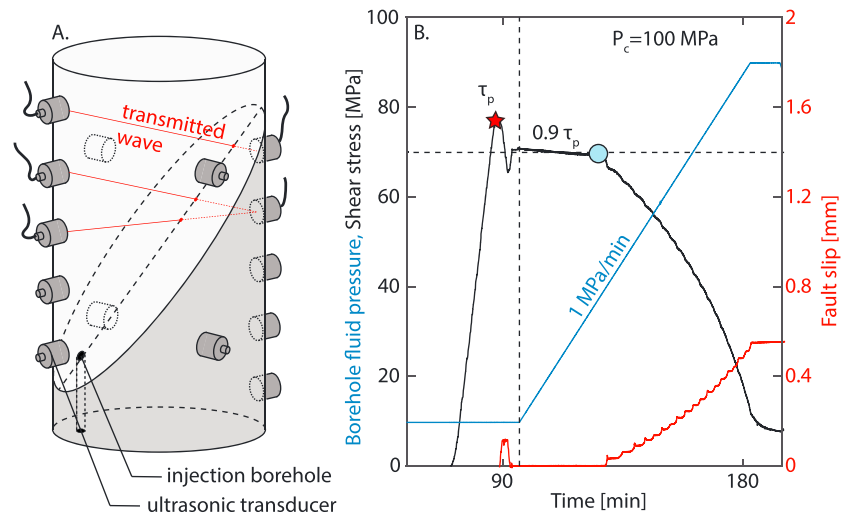 A.
transmitted
wave
injection borehole
ultrasonic transducer
B.
P_c=100 MPa
τ_p
0.9 τ_p
1 MPa/min
Borehole fluid pressure, Shear stress [MPa]
100
80
60
40
20
0
90
180
Time [min]
2
1.6
1.2
0.8
0.4
0
Fault slip [mm]